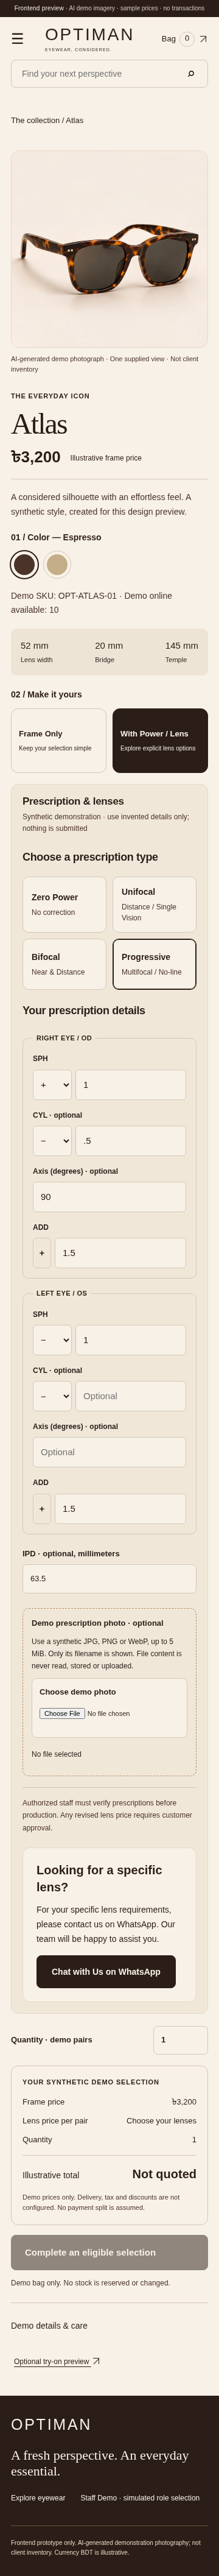 Frontend preview · AI demo imagery · sample prices · no transactions
OPTIMAN
EYEWEAR, CONSIDERED.
Bag 0
Find your next perspective
The collection / Atlas
AI-generated demo photograph · One supplied view · Not client
inventory
THE EVERYDAY ICON
Atlas
৳3,200 Illustrative frame price
A considered silhouette with an effortless feel. A
synthetic style, created for this design preview.
01 / Color — Espresso
Demo SKU: OPT-ATLAS-01 · Demo online
available: 10
52 mm 20 mm 145 mm
Lens width Bridge Temple
02 / Make it yours
Frame Only
Keep your selection simple
With Power / Lens
Explore explicit lens options
Prescription & lenses
Synthetic demonstration · use invented details only;
nothing is submitted
Choose a prescription type
Zero Power
No correction
Unifocal
Distance / Single
Vision
Bifocal
Near & Distance
Progressive
Multifocal / No-line
Your prescription details
RIGHT EYE / OD
SPH
+ 1
CYL · optional
− .5
Axis (degrees) · optional
90
ADD
+ 1.5
LEFT EYE / OS
SPH
− 1
CYL · optional
− Optional
Axis (degrees) · optional
Optional
ADD
+ 1.5
IPD · optional, millimeters
63.5
Demo prescription photo · optional
Use a synthetic JPG, PNG or WebP, up to 5
MiB. Only its filename is shown. File content is
never read, stored or uploaded.
Choose demo photo
Choose File No file chosen
No file selected
Authorized staff must verify prescriptions before
production. Any revised lens price requires customer
approval.
Looking for a specific
lens?
For your specific lens requirements,
please contact us on WhatsApp. Our
team will be happy to assist you.
Chat with Us on WhatsApp
Quantity · demo pairs 1
YOUR SYNTHETIC DEMO SELECTION
Frame price ৳3,200
Lens price per pair Choose your lenses
Quantity 1
Illustrative total Not quoted
Demo prices only. Delivery, tax and discounts are not
configured. No payment split is assumed.
Complete an eligible selection
Demo bag only. No stock is reserved or changed.
Demo details & care
Optional try-on preview
OPTIMAN
A fresh perspective. An everyday
essential.
Explore eyewear Staff Demo · simulated role selection
Frontend prototype only. AI-generated demonstration photography; not
client inventory. Currency BDT is illustrative.